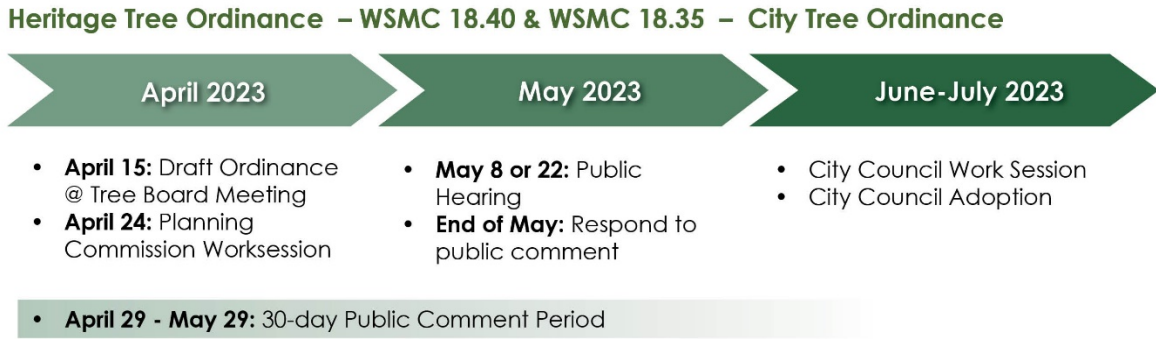 Heritage Tree Ordinance – WSMC 18.40 & WSMC 18.35 – City Tree Ordinance
April 2023
• April 15: Draft Ordinance
@ Tree Board Meeting
• April 24: Planning
Commission Worksession
May 2023
• May 8 or 22: Public
Hearing
• End of May: Respond to
public comment
June-July 2023
• City Council Work Session
• City Council Adoption
• April 29 - May 29: 30-day Public Comment Period